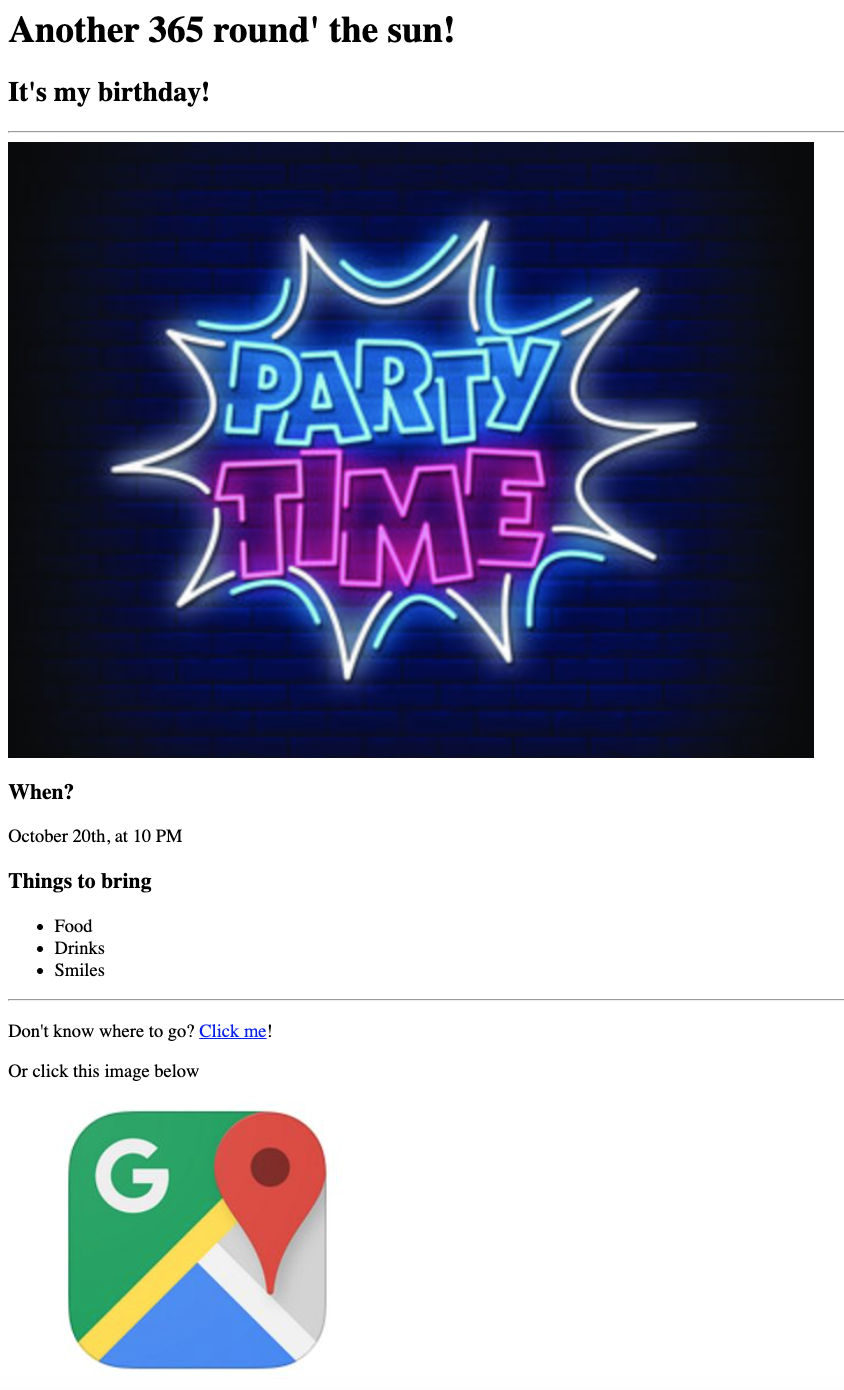 Another 365 round' the sun!
It's my birthday!
PARTY
TIME
When?
October 20th, at 10 PM
Things to bring
• Food
• Drinks
• Smiles
Don't know where to go? Click me!
Or click this image below
G